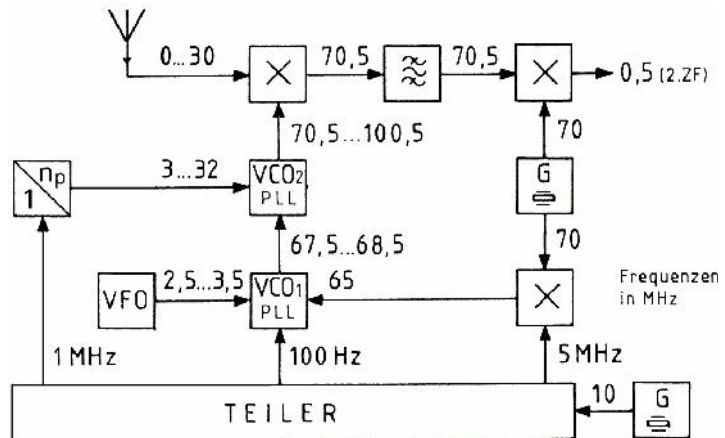 0...30
70,5
70,5
0,5 (2.ZF)
70,5...100,5
70
n_p
1
3...32
VCO₂
PLL
G
67,5...68,5
70
VFO
2,5...3,5
VCO₁
PLL
65
Frequenzen
in MHz
1 MHz
100 Hz
5 MHz
TEILER
10
G